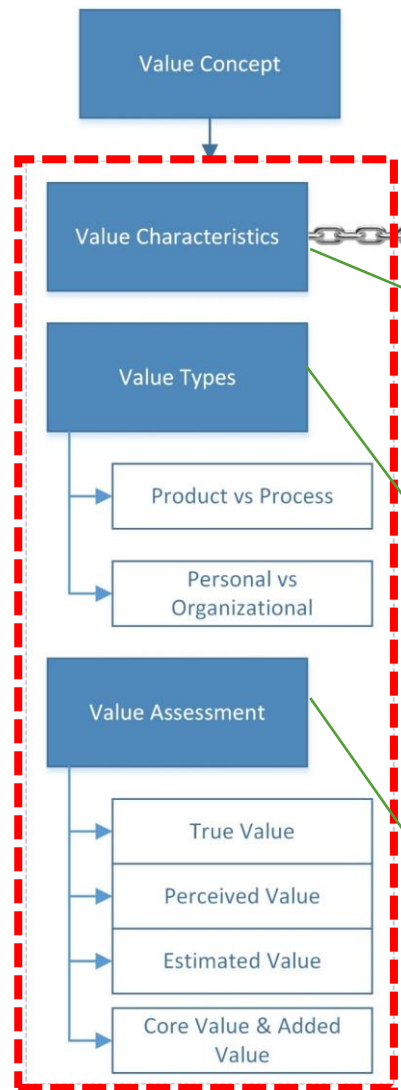 Value Concept
Value Characteristics
Value Types
Product vs Process
Personal vs
Organizational
Value Assessment
True Value
Perceived Value
Estimated Value
Core Value & Added
Value